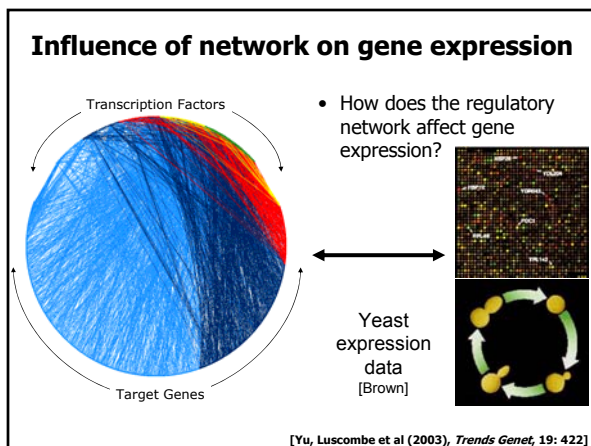 Influence of network on gene expression
Transcription Factors
• How does the regulatory
network affect gene
expression?
Yeast
expression
data
[Brown]
Target Genes
[Yu, Luscombe et al (2003), Trends Genet, 19: 422]